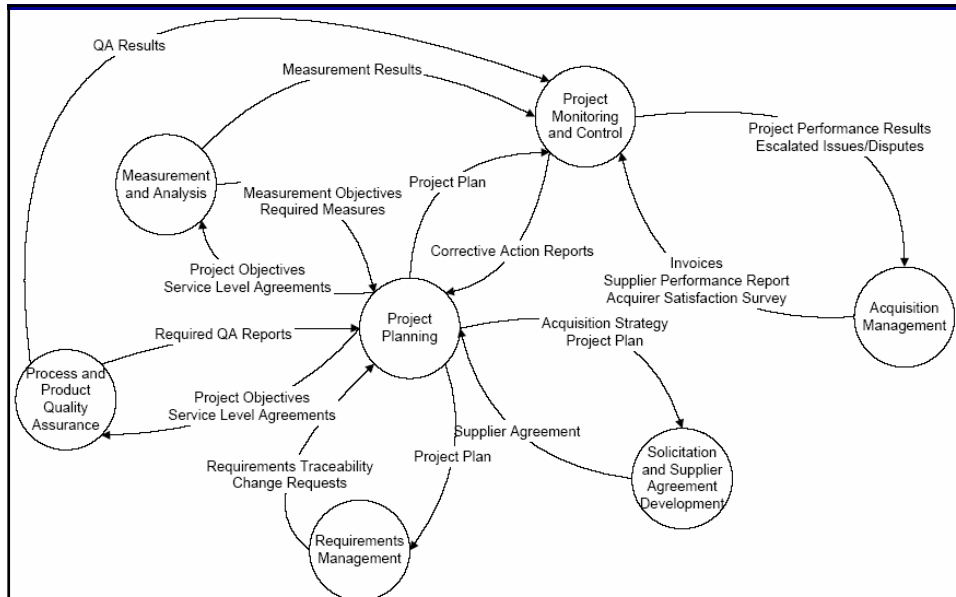 QA Results
Measurement Results
Project
Monitoring
and Control
Project Performance Results
Escalated Issues/Disputes
Measurement
and Analysis
Measurement Objectives
Required Measures
Project Plan
Corrective Action Reports
Project Objectives
Service Level Agreements
Invoices
Supplier Performance Report
Acquirer Satisfaction Survey
Acquisition
Management
Project
Planning
Required QA Reports
Acquisition Strategy
Project Plan
Process and
Product
Quality
Assurance
Project Objectives
Service Level Agreements
Supplier Agreement
Project Plan
Requirements Traceability
Change Requests
Solicitation
and Supplier
Agreement
Development
Requirements
Management